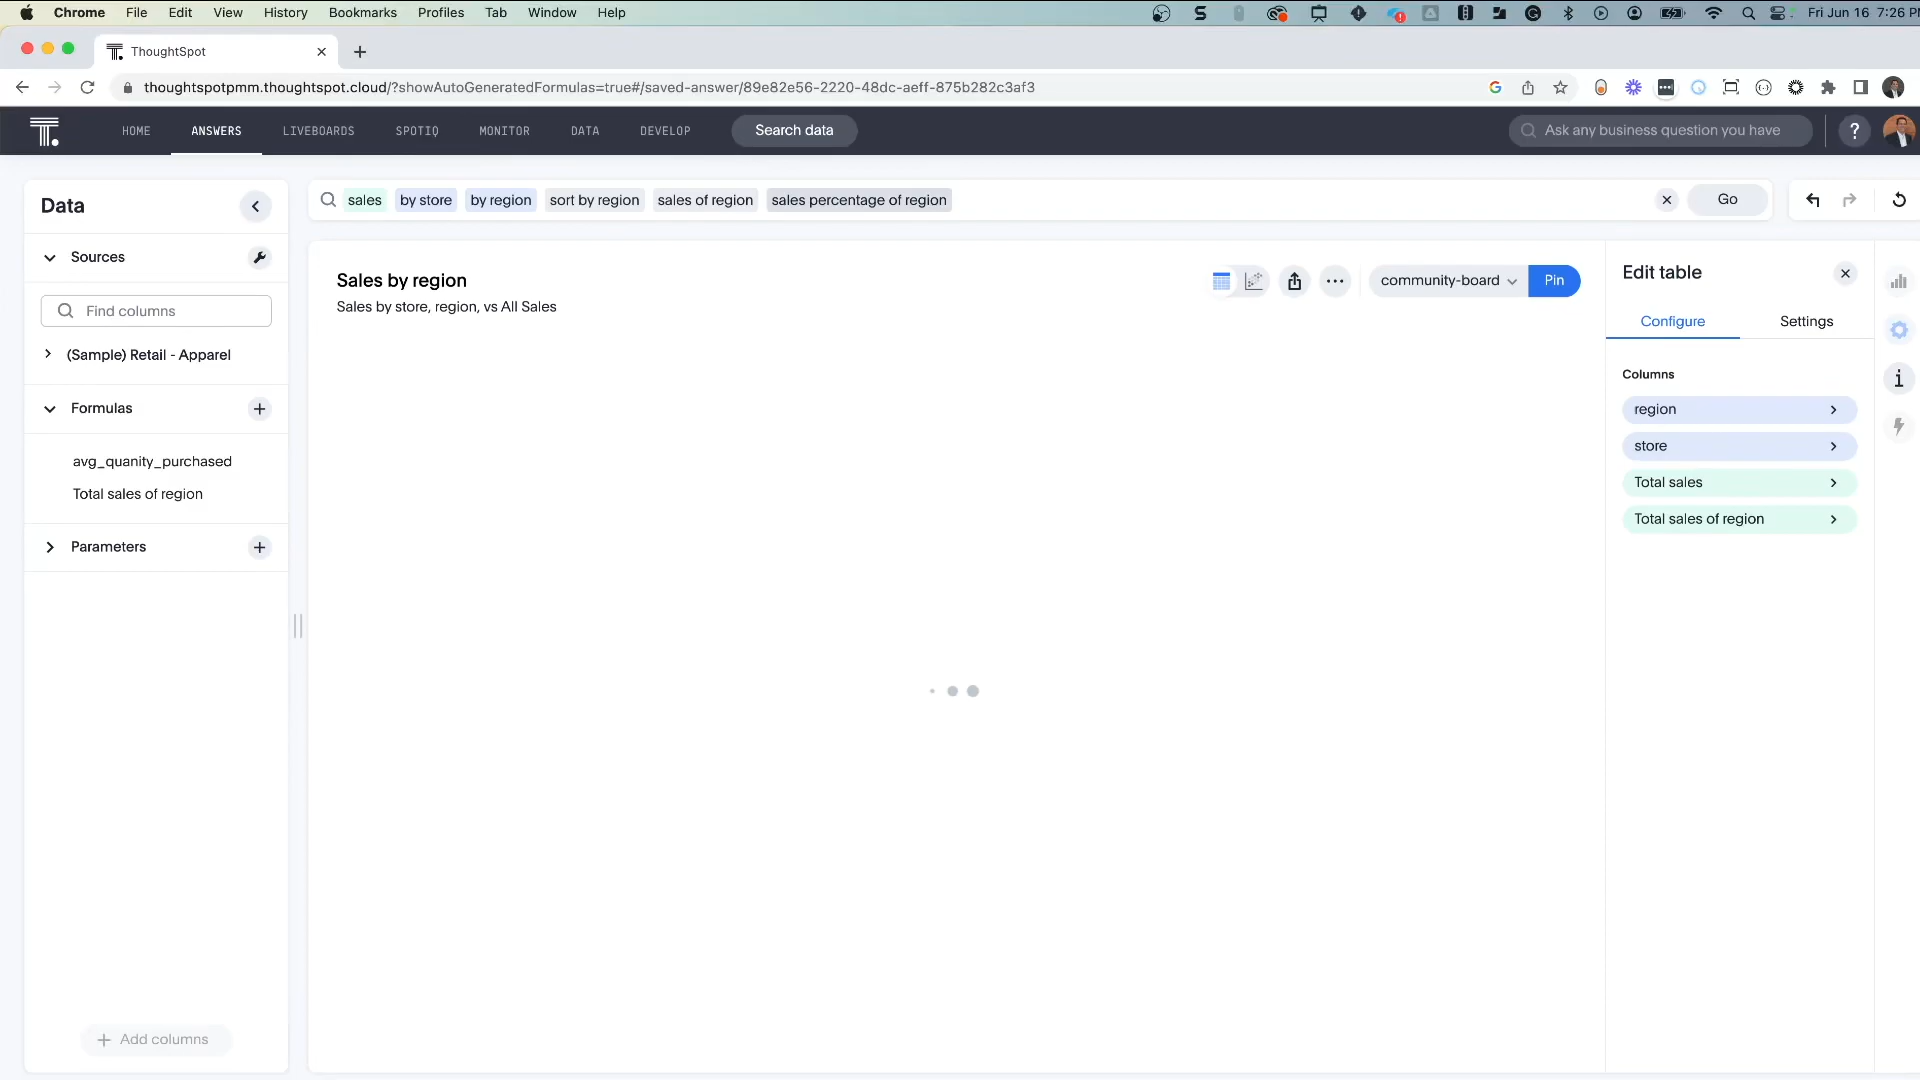 Chrome File Edit View History Bookmarks Profiles Tab Window Help Fri Jun 16 7:26 PM
ThoughtSpot
thoughtspotpmm.thoughtspot.cloud/?showAutoGeneratedFormulas=true#/saved-answer/89e82e56-2220-48dc-aeff-875b282c3af3
HOME ANSWERS LIVEBOARDS SPOTIQ MONITOR DATA DEVELOP Search data Ask any business question you have ?
Data
sales by store by region sort by region sales of region sales percentage of region Go
Sources
Find columns
(Sample) Retail - Apparel
Formulas
avg_quanity_purchased
Total sales of region
Parameters
Add columns
Sales by region
Sales by store, region, vs All Sales
community-board Pin
Edit table
Configure Settings
Columns
region
store
Total sales
Total sales of region